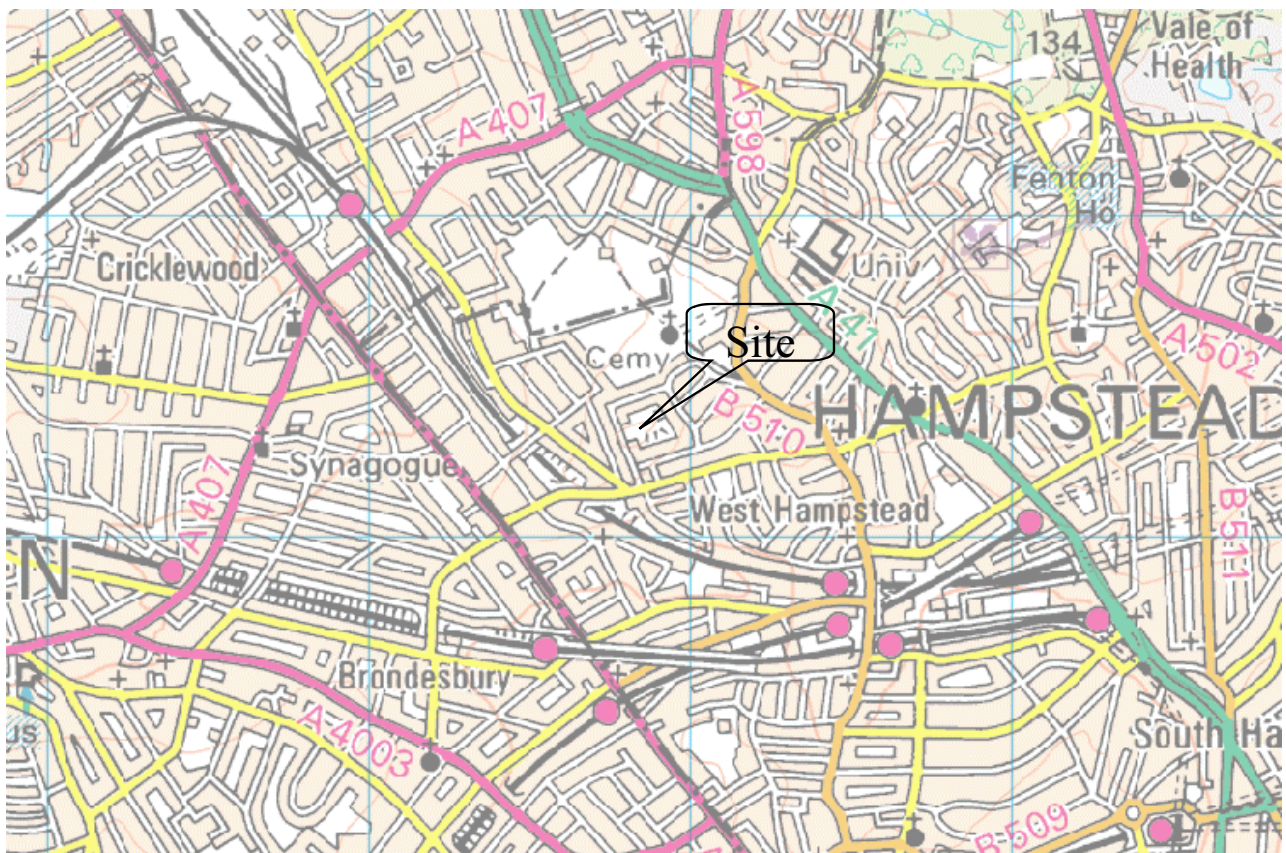 Vale of
Health
134
A 407
A 598
Fenton
Ho
Cricklewood
Univ
A 41
Site
Cemy
A 502
HAMPSTEAD
B 510
Synagogue
A 407
West Hampstead
B 511
N
Brondesbury
A 4003
us
South Ha
B 509